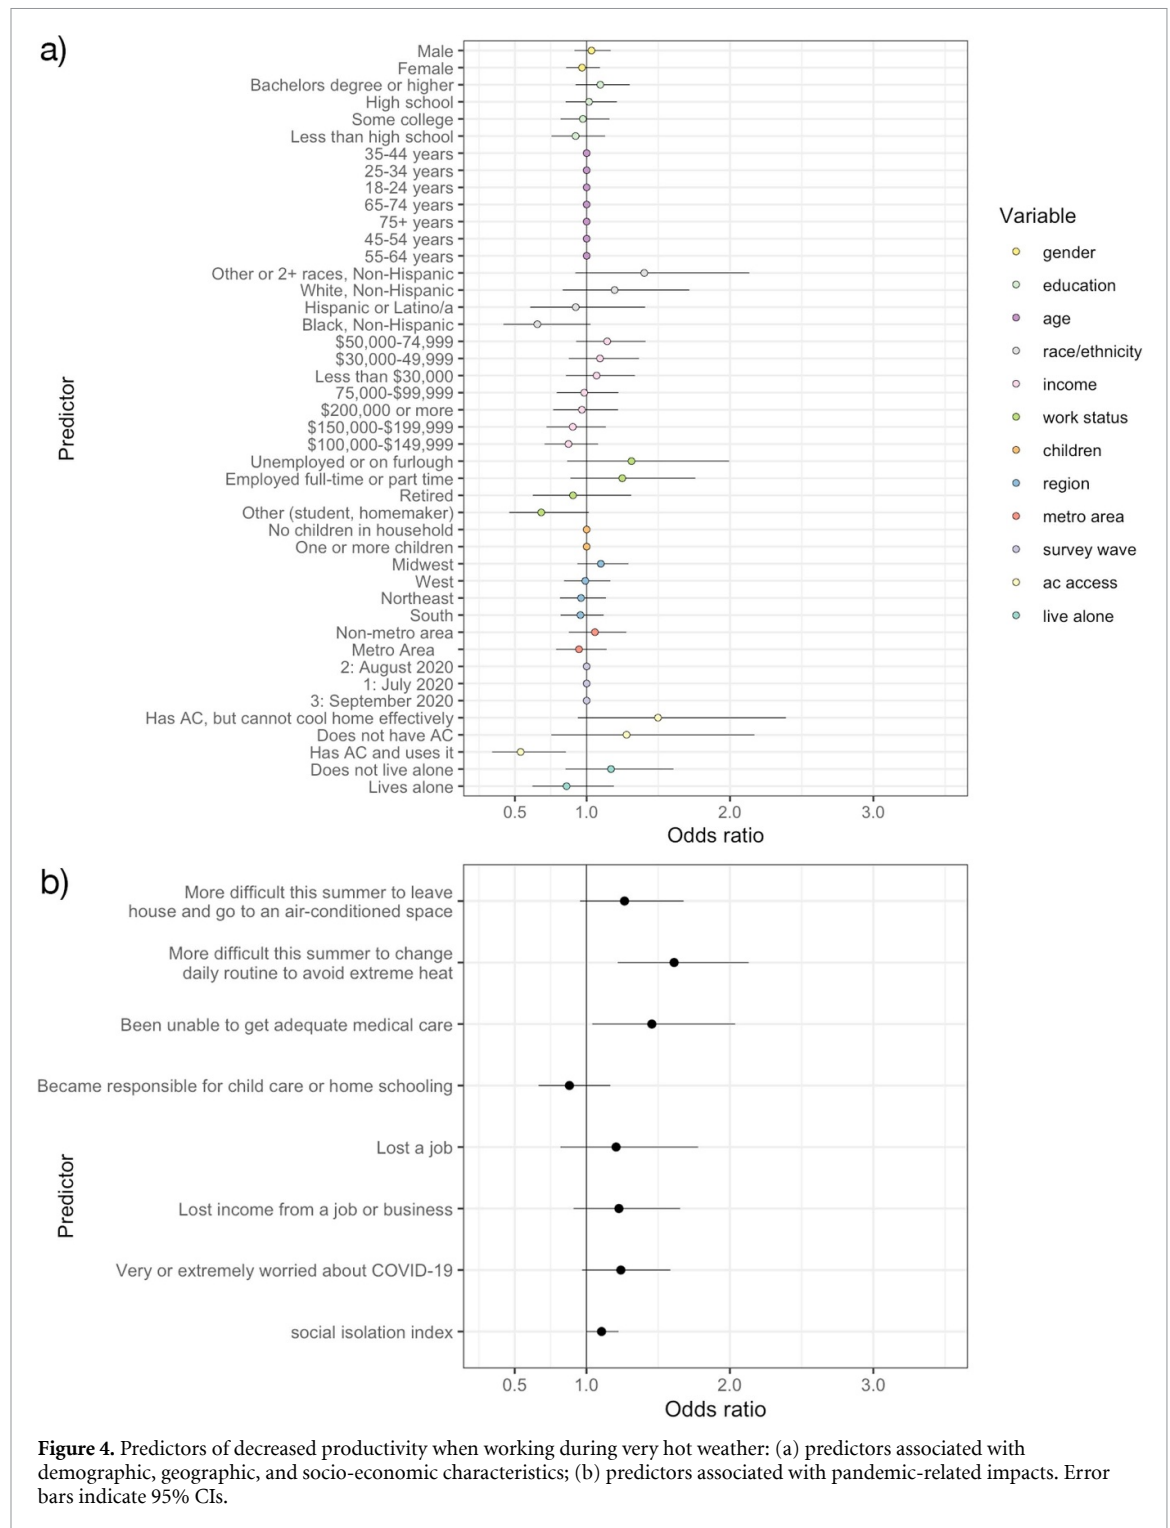 a)
Predictor
Male
Female
Bachelors degree or higher
High school
Some college
Less than high school
35-44 years
25-34 years
18-24 years
65-74 years
75+ years
45-54 years
55-64 years
Other or 2+ races, Non-Hispanic
White, Non-Hispanic
Hispanic or Latino/a
Black, Non-Hispanic
$50,000-74,999
$30,000-49,999
Less than $30,000
75,000-$99,999
$200,000 or more
$150,000-$199,999
$100,000-$149,999
Unemployed or on furlough
Employed full-time or part time
Retired
Other (student, homemaker)
No children in household
One or more children
Midwest
West
Northeast
South
Non-metro area
Metro Area
2: August 2020
1: July 2020
3: September 2020
Has AC, but cannot cool home effectively
Does not have AC
Has AC and uses it
Does not live alone
Lives alone
0.5 1.0 2.0 3.0
Odds ratio
Variable
gender
education
age
race/ethnicity
income
work status
children
region
metro area
survey wave
ac access
live alone
b)
Predictor
More difficult this summer to leave
house and go to an air-conditioned space
More difficult this summer to change
daily routine to avoid extreme heat
Been unable to get adequate medical care
Became responsible for child care or home schooling
Lost a job
Lost income from a job or business
Very or extremely worried about COVID-19
social isolation index
0.5 1.0 2.0 3.0
Odds ratio
Figure 4. Predictors of decreased productivity when working during very hot weather: (a) predictors associated with
demographic, geographic, and socio-economic characteristics; (b) predictors associated with pandemic-related impacts. Error
bars indicate 95% CIs.